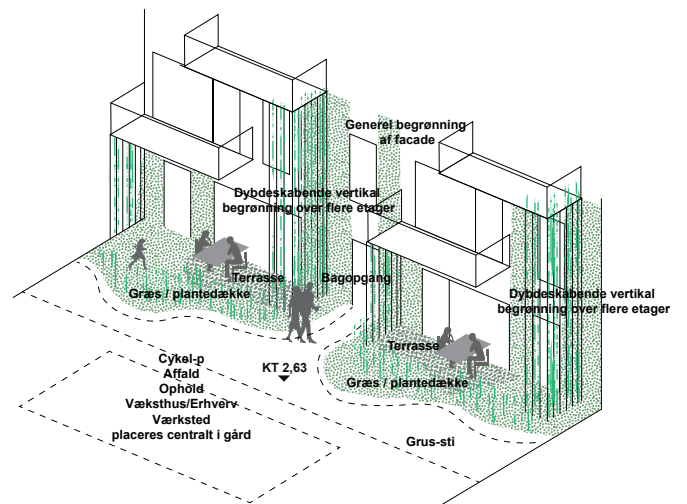 Generel begrønning
af facade
Dybdeskabende vertikal
begrønning over flere etager
Terrasse
Bagopgang
Græs / plantedække
Dybdeskabende vertikal
begrønning over flere etager
Terrasse
Græs / plantedække
Cykel-p
Affald
Ophold
Væksthus/Erhverv
Værksted
placeres centralt i gård
KT 2,63
Grus-sti